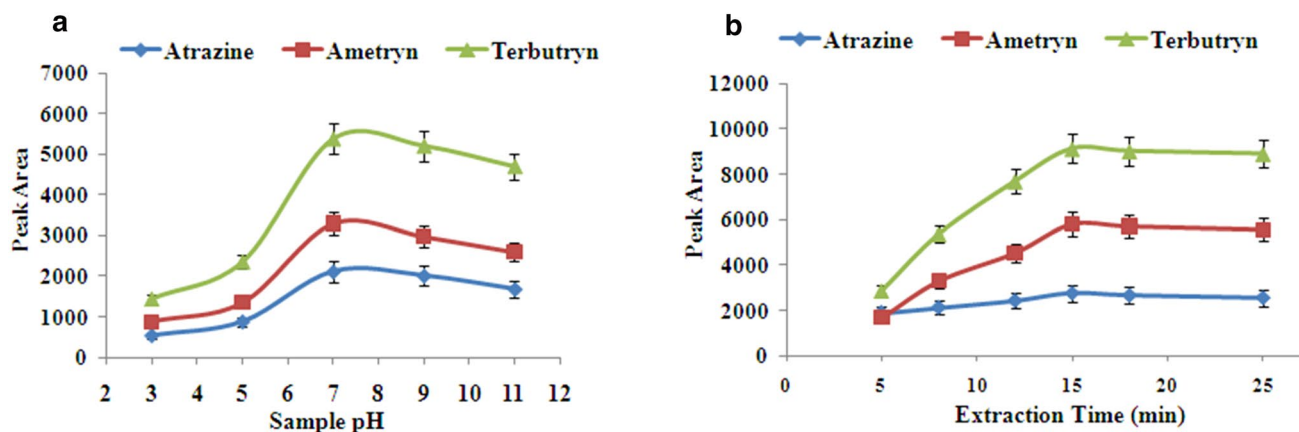 a
Atrazine Ametryn Terbutryn
7000
6000
5000
4000
3000
2000
1000
0
Peak Area
2 3 4 5 6 7 8 9 10 11 12
Sample pH
b
Atrazine Ametryn Terbutryn
12000
10000
8000
6000
4000
2000
0
Peak Area
0 5 10 15 20 25
Extraction Time (min)